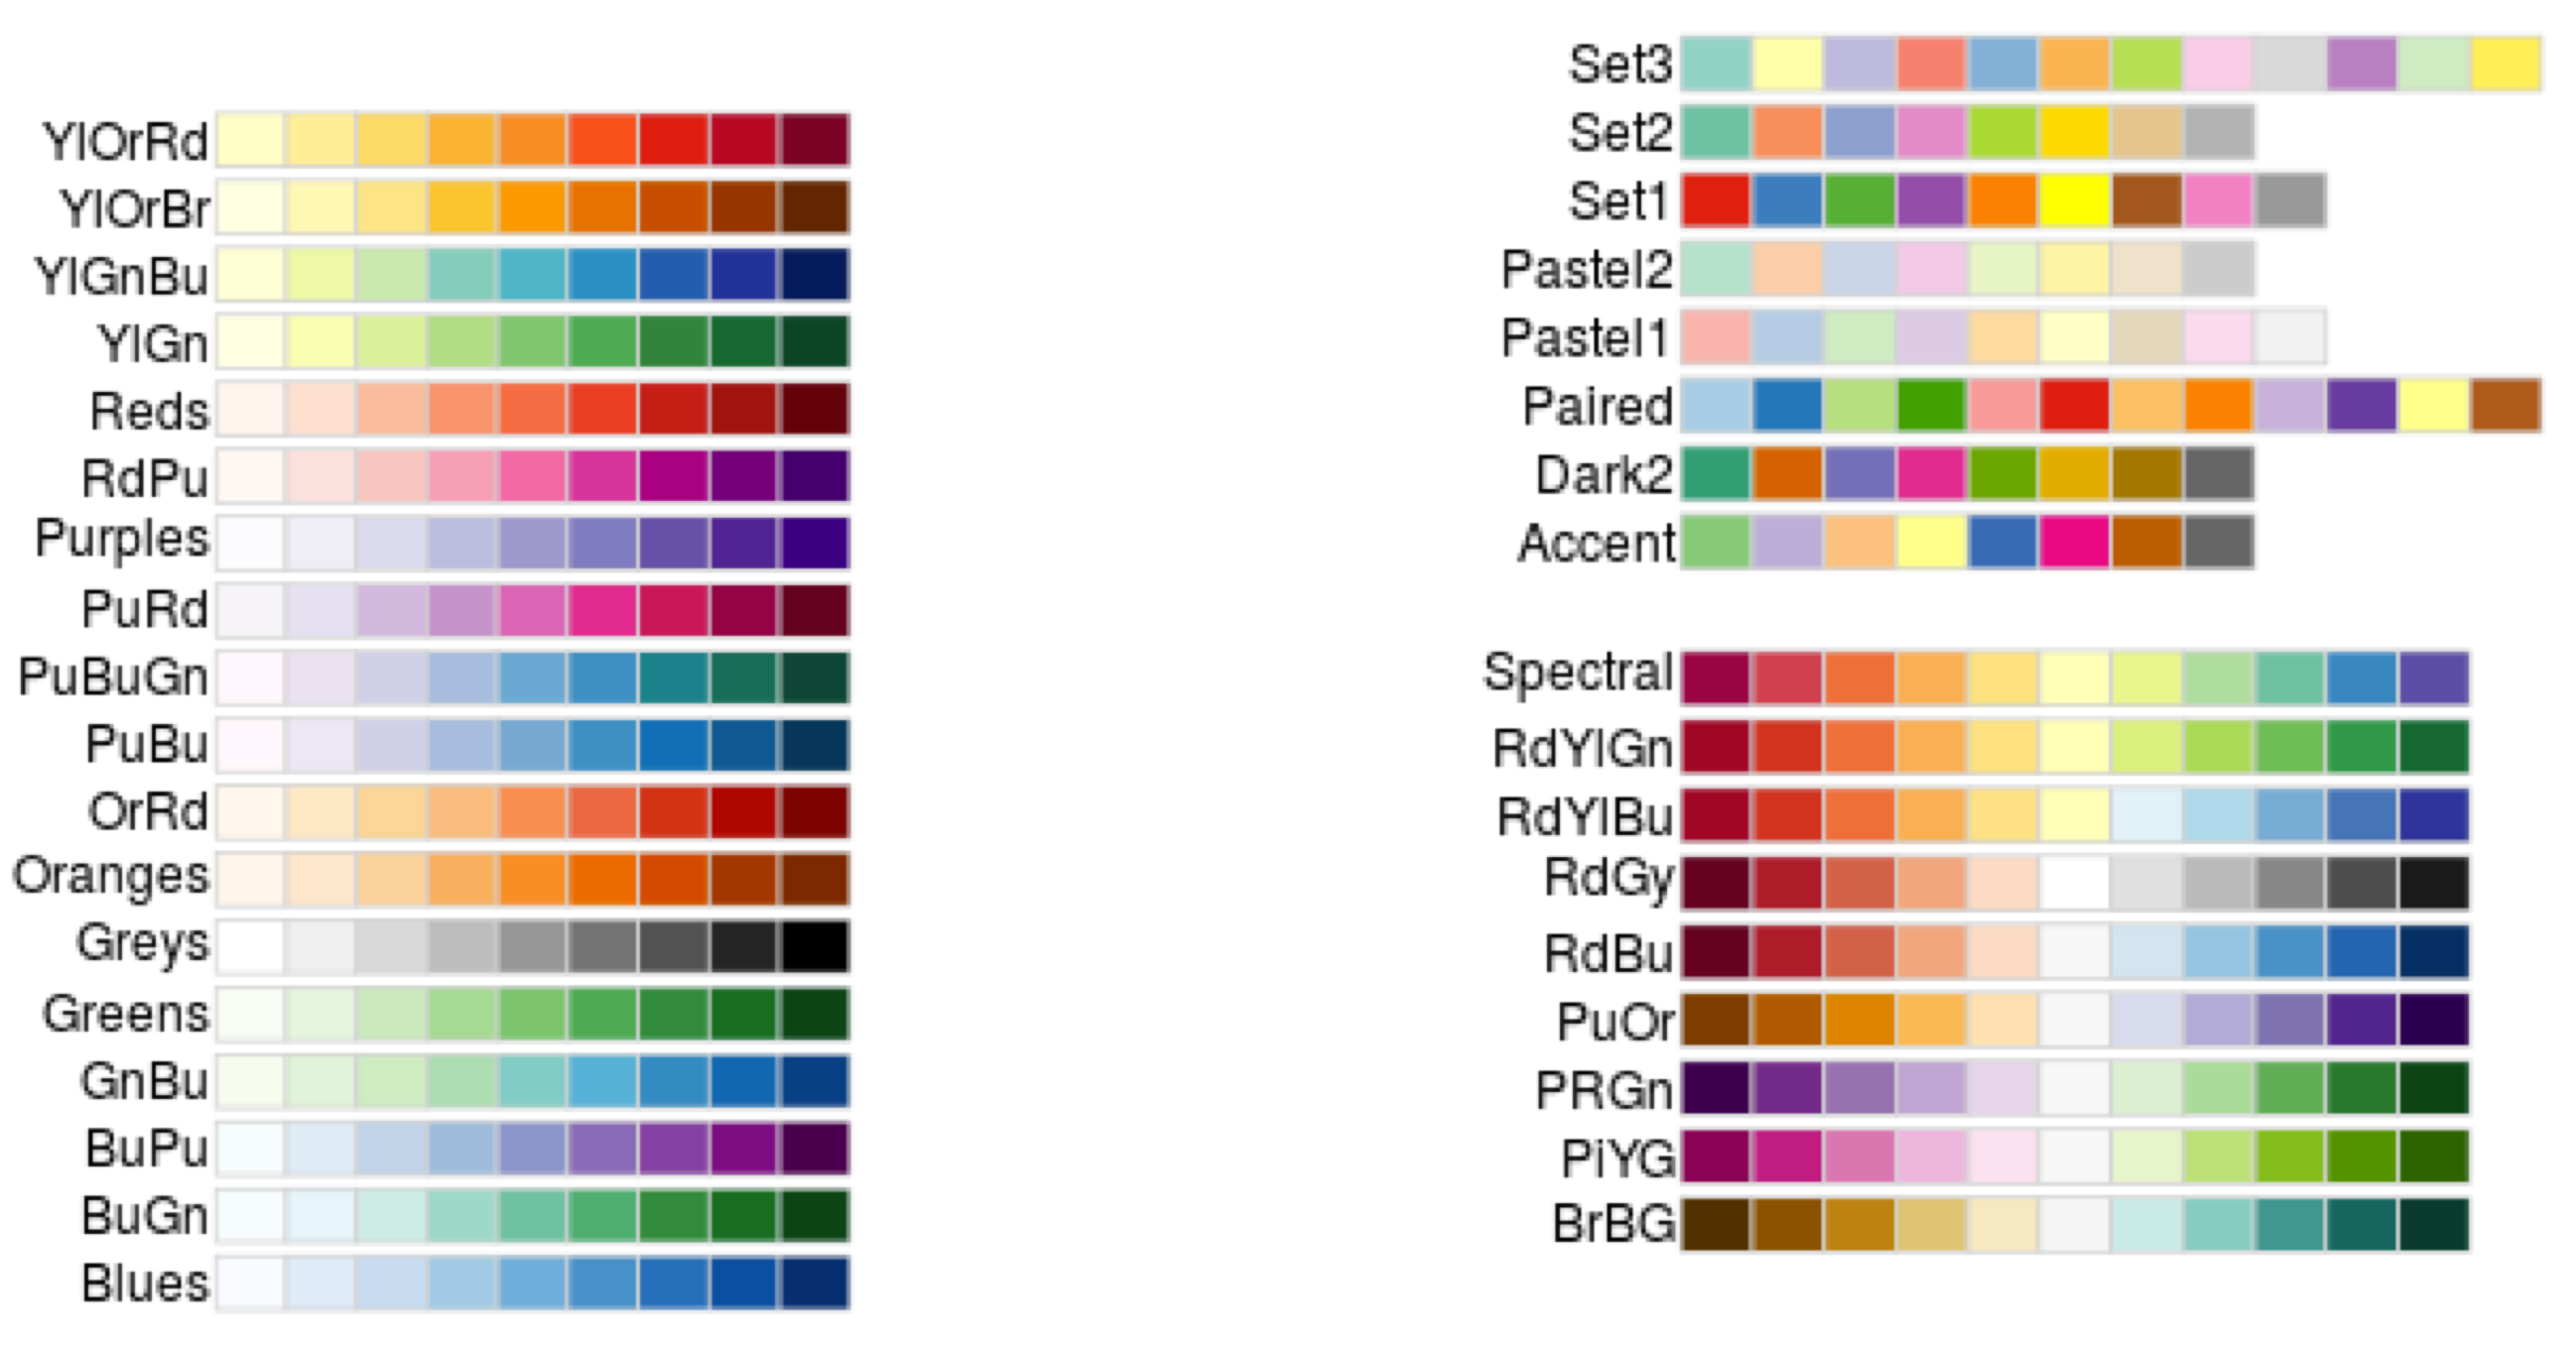 YlOrRd
YlOrBr
YlGnBu
YlGn
Reds
RdPu
Purples
PuRd
PuBuGn
PuBu
OrRd
Oranges
Greys
Greens
GnBu
BuPu
BuGn
Blues
Set3
Set2
Set1
Pastel2
Pastel1
Paired
Dark2
Accent
Spectral
RdYlGn
RdYlBu
RdGy
RdBu
PuOr
PRGn
PiYG
BrBG